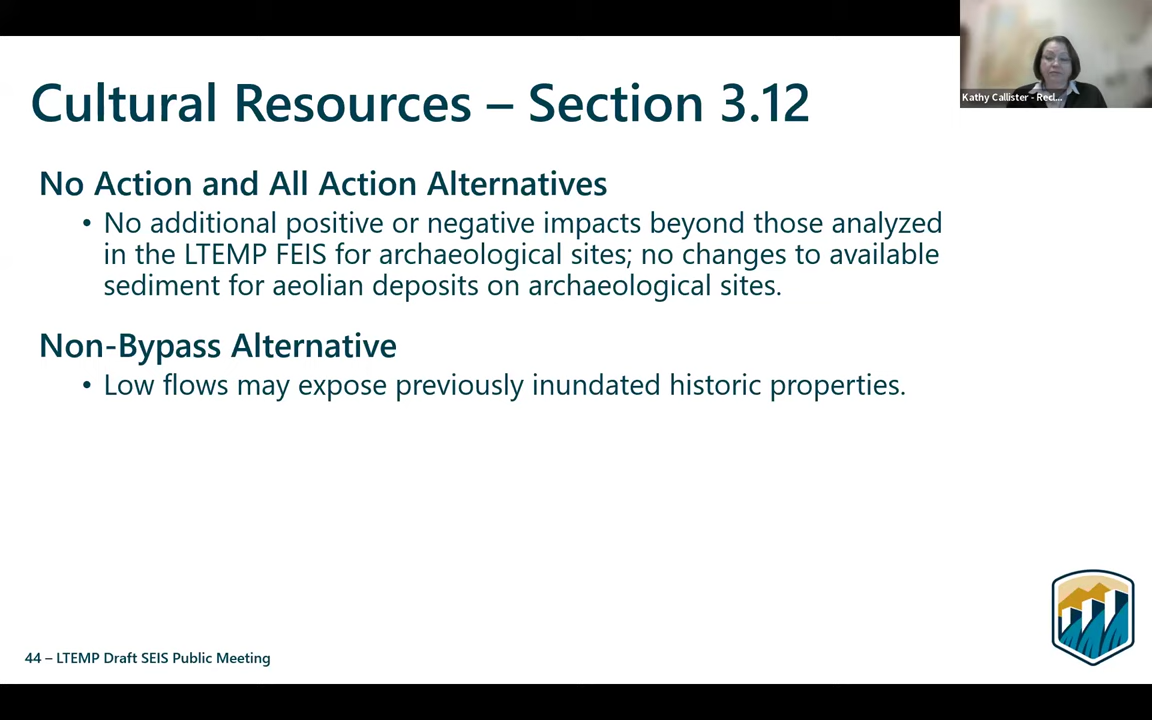 Cultural Resources – Section 3.12
Kathy Callister - Recl...
No Action and All Action Alternatives
• No additional positive or negative impacts beyond those analyzed
in the LTEMP FEIS for archaeological sites; no changes to available
sediment for aeolian deposits on archaeological sites.
Non-Bypass Alternative
• Low flows may expose previously inundated historic properties.
44 – LTEMP Draft SEIS Public Meeting